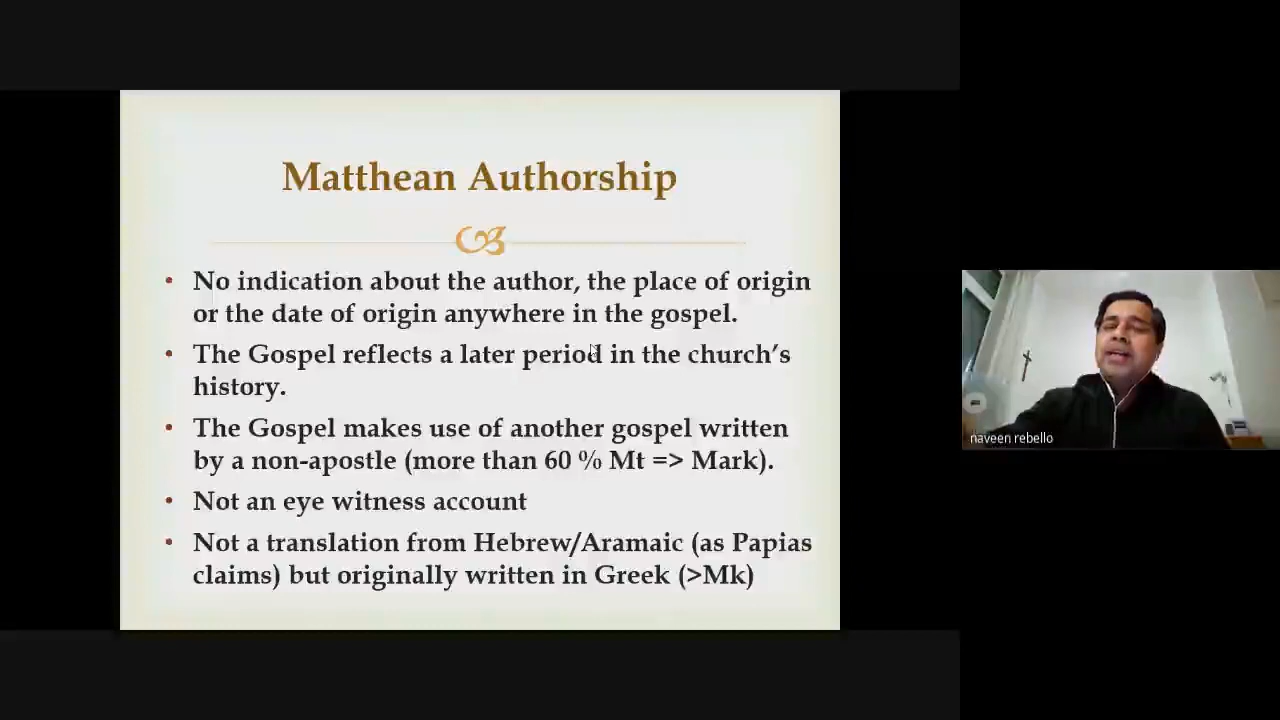 Matthean Authorship
• No indication about the author, the place of origin
or the date of origin anywhere in the gospel.
• The Gospel reflects a later period in the church’s
history.
• The Gospel makes use of another gospel written
by a non-apostle (more than 60 % Mt => Mark).
• Not an eye witness account
• Not a translation from Hebrew/Aramaic (as Papias
claims) but originally written in Greek (>Mk)
naveen rebello